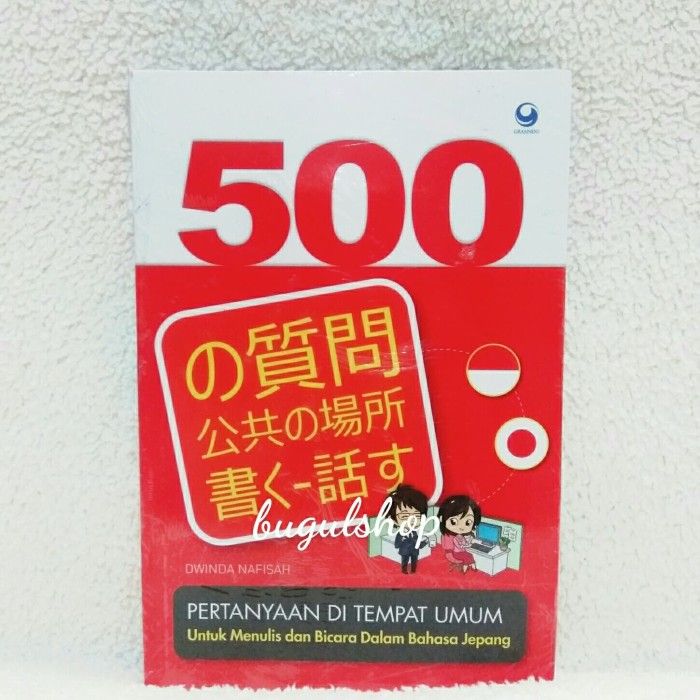 GRASINDO
500
の質問
公共の場所
書く-話す
bugulshop
DWINDA NAFISAH
PERTANYAAN DI TEMPAT UMUM
Untuk Menulis dan Bicara Dalam Bahasa Jepang